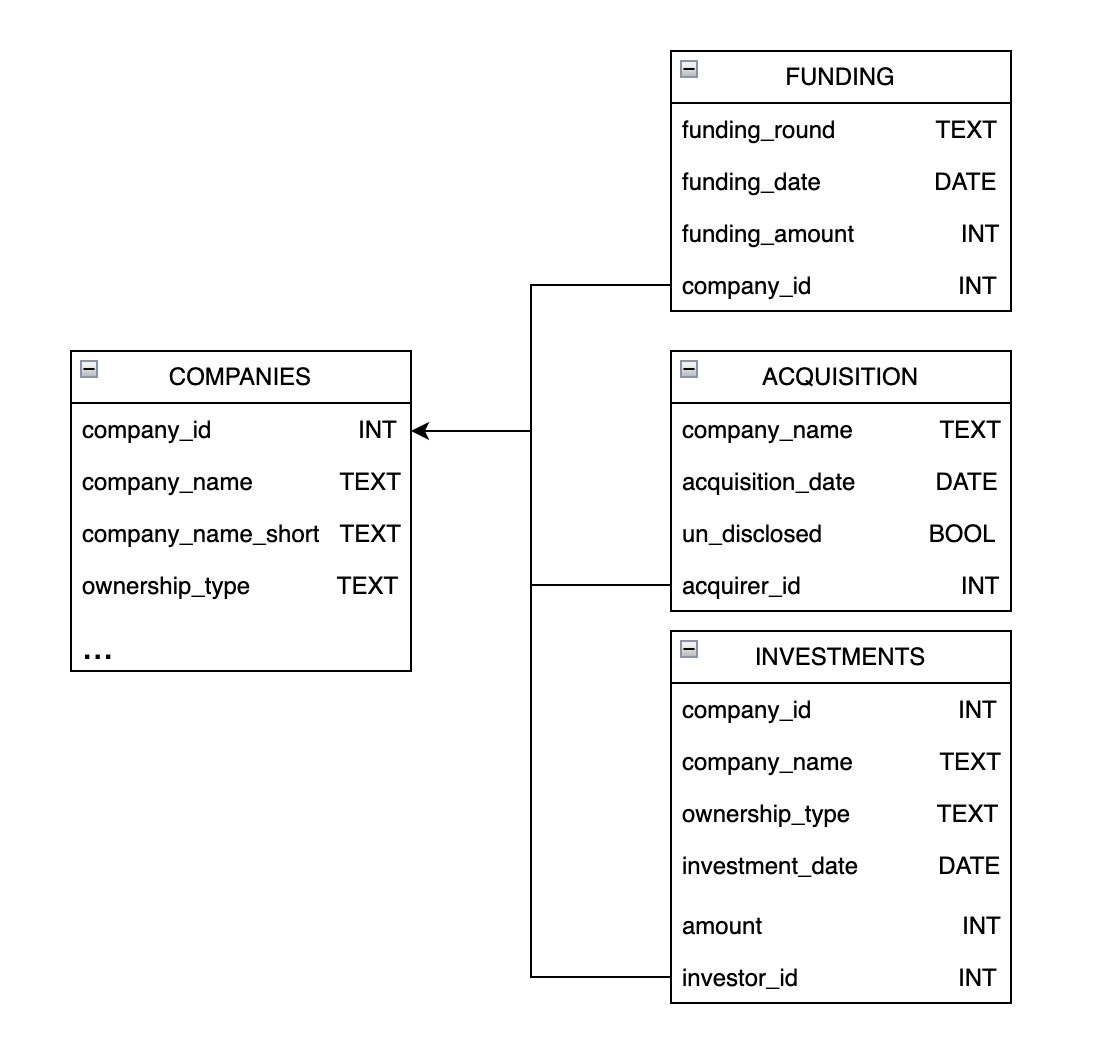 FUNDING
funding_round TEXT
funding_date DATE
funding_amount INT
company_id INT
COMPANIES
company_id INT
company_name TEXT
company_name_short TEXT
ownership_type TEXT
...
ACQUISITION
company_name TEXT
acquisition_date DATE
un_disclosed BOOL
acquirer_id INT
INVESTMENTS
company_id INT
company_name TEXT
ownership_type TEXT
investment_date DATE
amount INT
investor_id INT